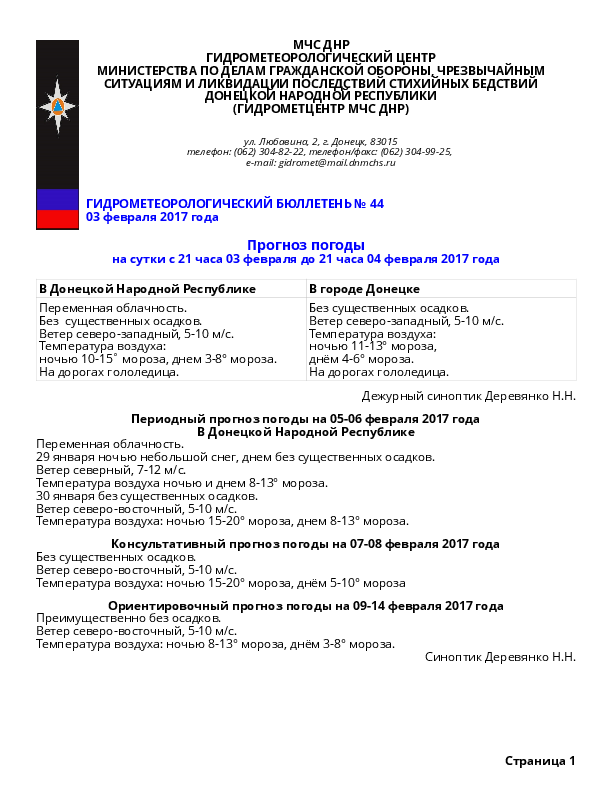 МЧС ДНР
ГИДРОМЕТЕОРОЛОГИЧЕСКИЙ ЦЕНТР
МИНИСТЕРСТВА ПО ДЕЛАМ ГРАЖДАНСКОЙ ОБОРОНЫ, ЧРЕЗВЫЧАЙНЫМ
СИТУАЦИЯМ И ЛИКВИДАЦИИ ПОСЛЕДСТВИЙ СТИХИЙНЫХ БЕДСТВИЙ
ДОНЕЦКОЙ НАРОДНОЙ РЕСПУБЛИКИ
(ГИДРОМЕТЦЕНТР МЧС ДНР)
ул. Любавина, 2, г. Донецк, 83015
телефон: (062) 304-82-22, телефон/факс: (062) 304-99-25,
e-mail: gidromet@mail.dnmchs.ru
ГИДРОМЕТЕОРОЛОГИЧЕСКИЙ БЮЛЛЕТЕНЬ № 44
03 февраля 2017 года
Прогноз погоды
на сутки с 21 часа 03 февраля до 21 часа 04 февраля 2017 года
В Донецкой Народной Республике
Переменная облачность.
Без существенных осадков.
Ветер северо-западный, 5-10 м/с.
Температура воздуха:
ночью 10-15˚ мороза, днем 3-8° мороза.
На дорогах гололедица.
В городе Донецке
Без существенных осадков.
Ветер северо-западный, 5-10 м/с.
Температура воздуха:
ночью 11-13° мороза,
днём 4-6° мороза.
На дорогах гололедица.
Дежурный синоптик Деревянко Н.Н.
Периодный прогноз погоды на 05-06 февраля 2017 года
В Донецкой Народной Республике
Переменная облачность.
29 января ночью небольшой снег, днем без существенных осадков.
Ветер северный, 7-12 м/с.
Температура воздуха ночью и днем 8-13° мороза.
30 января без существенных осадков.
Ветер северо-восточный, 5-10 м/с.
Температура воздуха: ночью 15-20° мороза, днем 8-13° мороза.
Консультативный прогноз погоды на 07-08 февраля 2017 года
Без существенных осадков.
Ветер северо-восточный, 5-10 м/с.
Температура воздуха: ночью 15-20° мороза, днём 5-10° мороза
Ориентировочный прогноз погоды на 09-14 февраля 2017 года
Преимущественно без осадков.
Ветер северо-восточный, 5-10 м/с.
Температура воздуха: ночью 8-13° мороза, днём 3-8° мороза.
Синоптик Деревянко Н.Н.
Страница 1